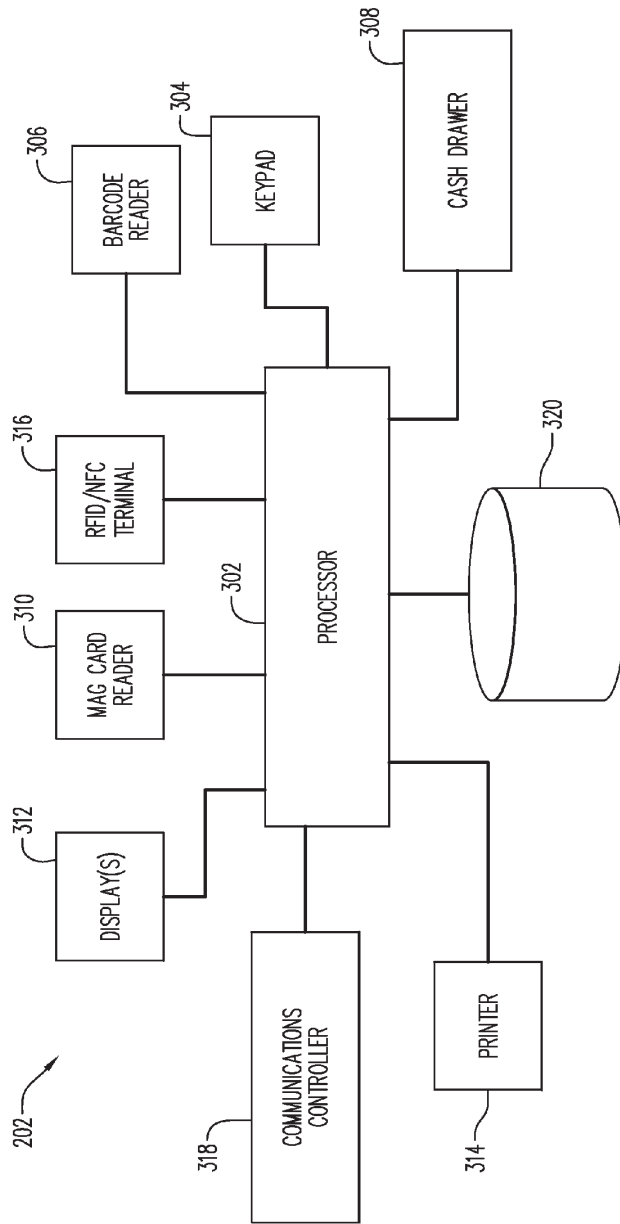 202
312
DISPLAY(S)
310
MAG CARD
READER
316
RFID/NFC
TERMINAL
306
BARCODE
READER
304
KEYPAD
302
PROCESSOR
318
COMMUNICATIONS
CONTROLLER
308
CASH DRAWER
314
PRINTER
320